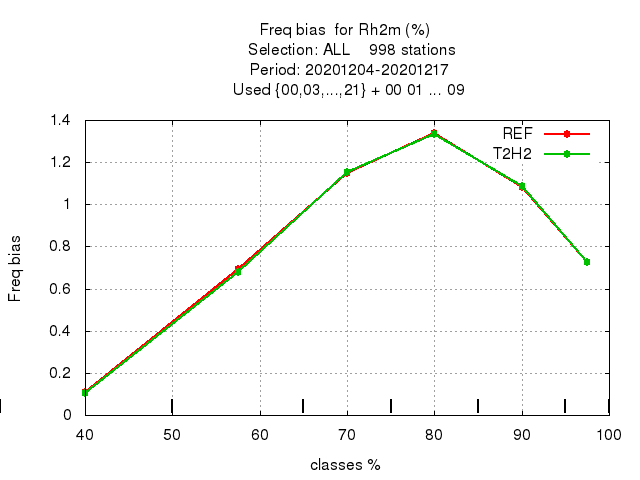 Freq bias  for Rh2m (%)
Selection: ALL    998 stations
Period: 20201204-20201217
Used {00,03,...,21} + 00 01 ... 09
REF
T2H2
1.4
1.2
1
0.8
0.6
0.4
0.2
0
Freq bias
40 50 60 70 80 90 100
classes %